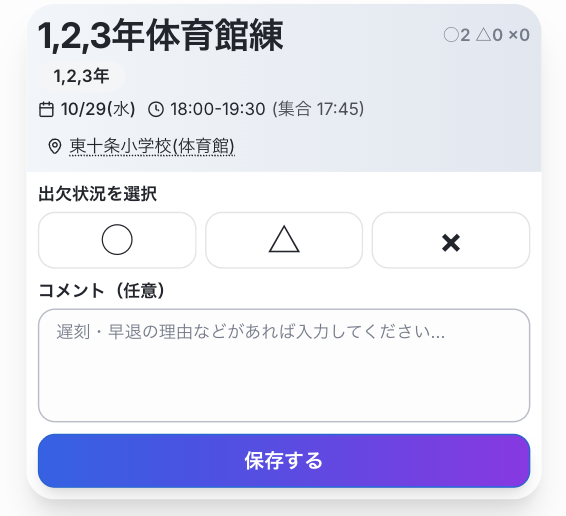 1,2,3年体育館練 ○2 △0 ×0
1,2,3年
10/29(水) 18:00-19:30 (集合 17:45)
東十条小学校(体育館)
出欠状況を選択
○ △ ×
コメント（任意）
遅刻・早退の理由などがあれば入力してください...
保存する